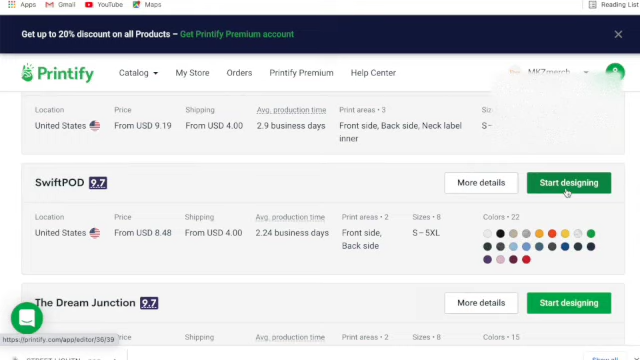 Apps Gmail YouTube Maps Reading List
Get up to 20% discount on all Products – Get Printify Premium account
Printify Catalog My Store Orders Printify Premium Help Center MKZmerch
Location Price Shipping Avg. production time Print areas • 3
United States From USD 9.19 From USD 4.00 2.9 business days Front side, Back side, Neck label S–
inner
SwiftPOD 9.7 More details Start designing
Location Price Shipping Avg. production time Print areas • 2 Sizes • 8 Colors • 22
United States From USD 8.48 From USD 4.00 2.24 business days Front side, S–5XL
Back side
The Dream Junction 9.7 More details Start designing
Location Price Shipping Avg. production time Print areas • 2 Sizes • 8 Colors • 15
https://printify.com/app/editor/36/39